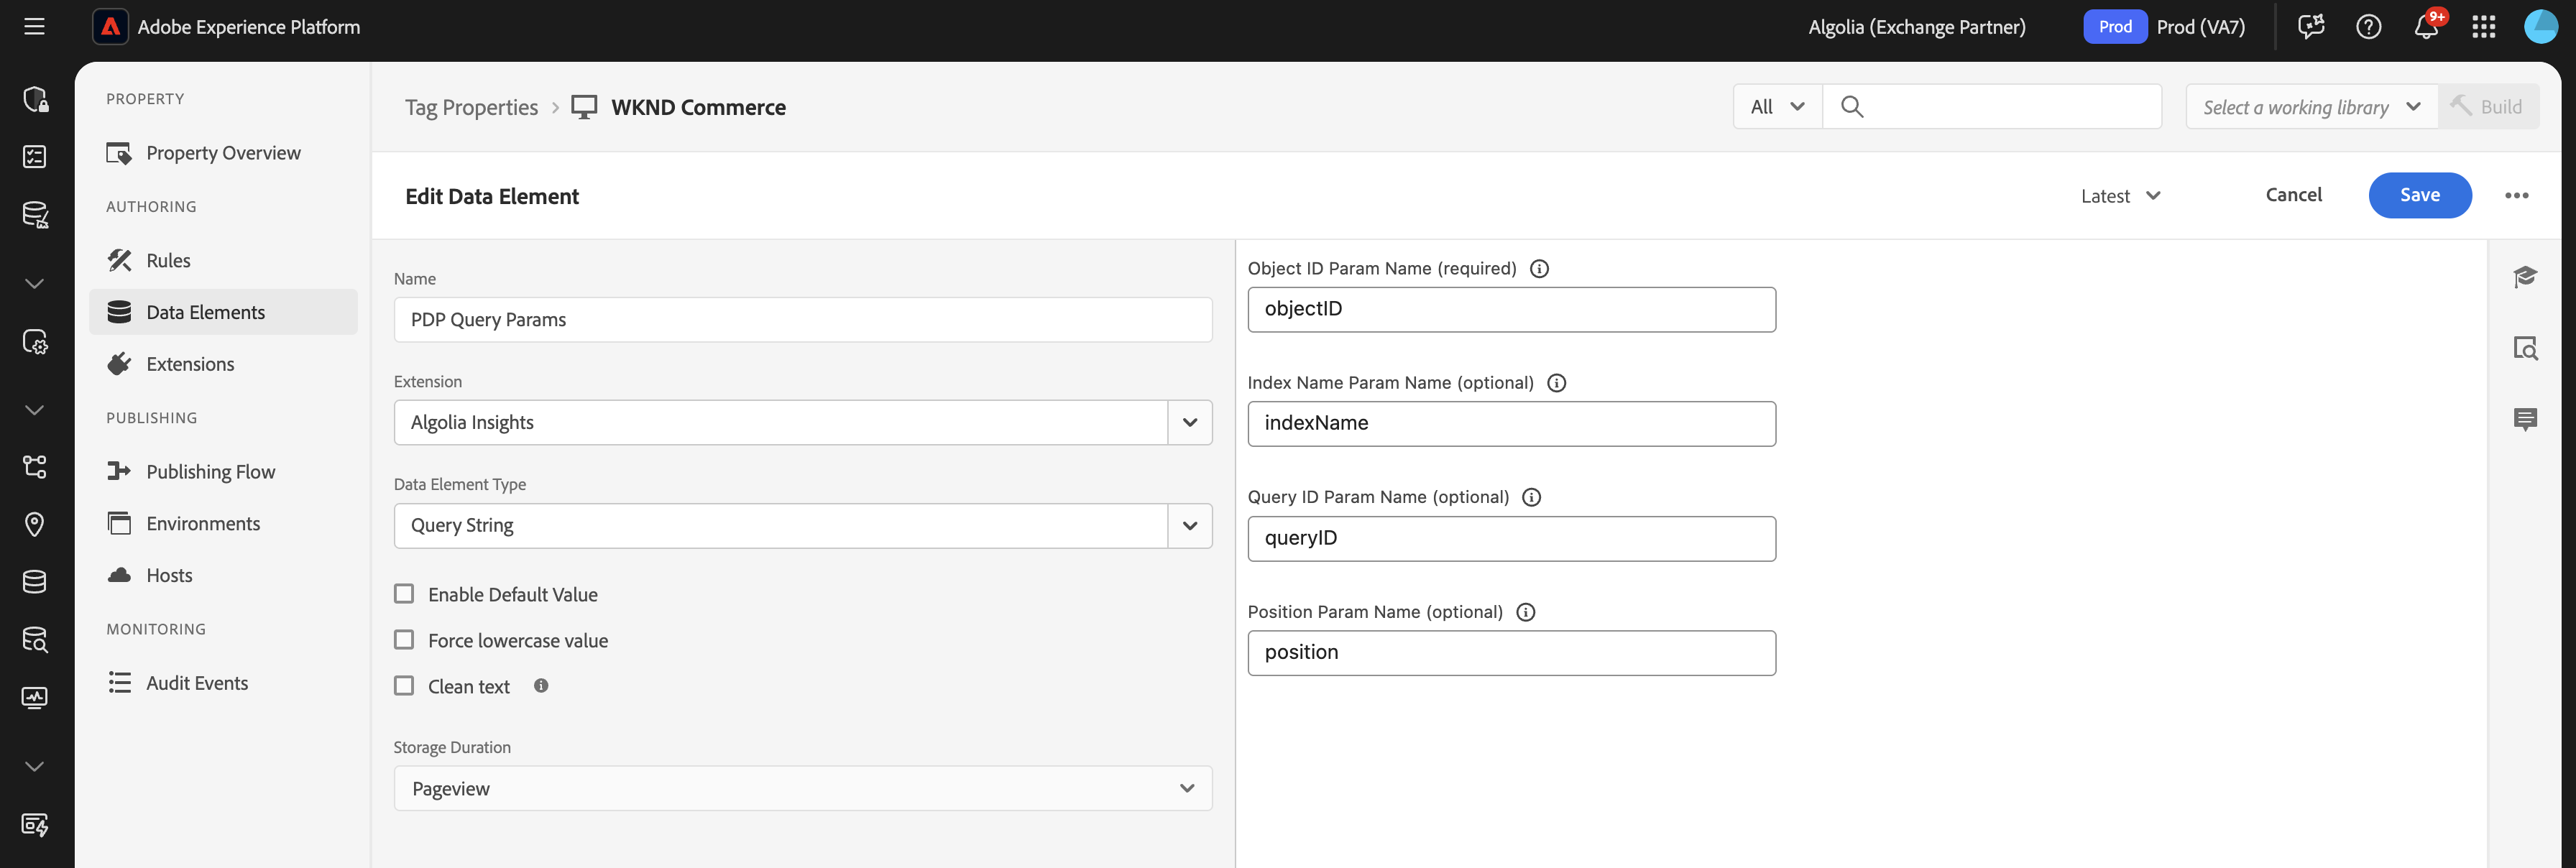 Adobe Experience Platform
Algolia (Exchange Partner)
Prod
Prod (VA7)
9+
PROPERTY
Property Overview
AUTHORING
Rules
Data Elements
Extensions
PUBLISHING
Publishing Flow
Environments
Hosts
MONITORING
Audit Events
Tag Properties
WKND Commerce
All
Select a working library
Build
Edit Data Element
Latest
Cancel
Save
Name
PDP Query Params
Extension
Algolia Insights
Data Element Type
Query String
Enable Default Value
Force lowercase value
Clean text
Storage Duration
Pageview
Object ID Param Name (required)
objectID
Index Name Param Name (optional)
indexName
Query ID Param Name (optional)
queryID
Position Param Name (optional)
position